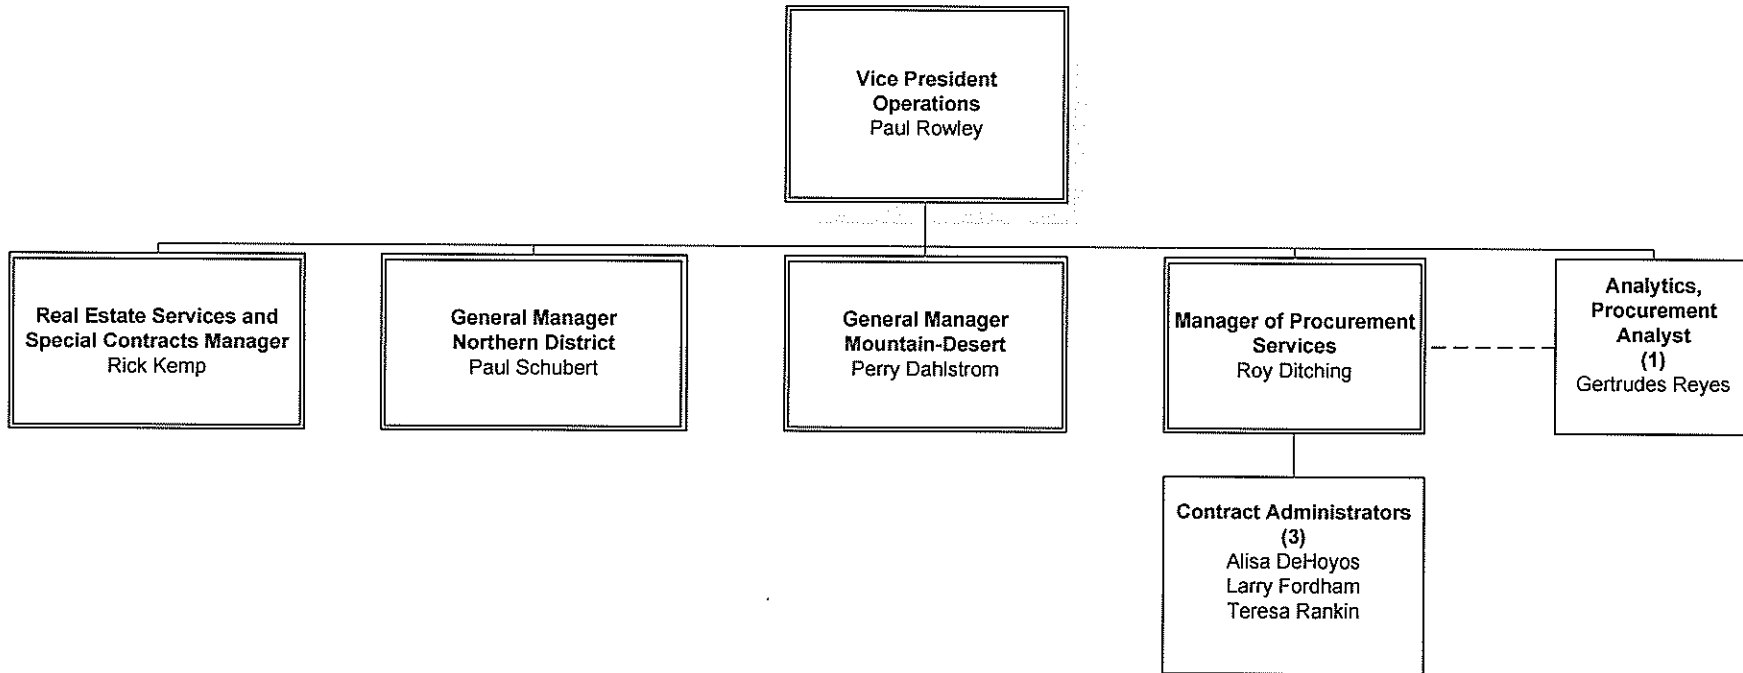 Vice President
Operations
Paul Rowley
Real Estate Services and
Special Contracts Manager
Rick Kemp
General Manager
Northern District
Paul Schubert
General Manager
Mountain-Desert
Perry Dahlstrom
Manager of Procurement
Services
Roy Ditching
Analytics,
Procurement
Analyst
(1)
Gertrudes Reyes
Contract Administrators
(3)
Alisa DeHoyos
Larry Fordham
Teresa Rankin